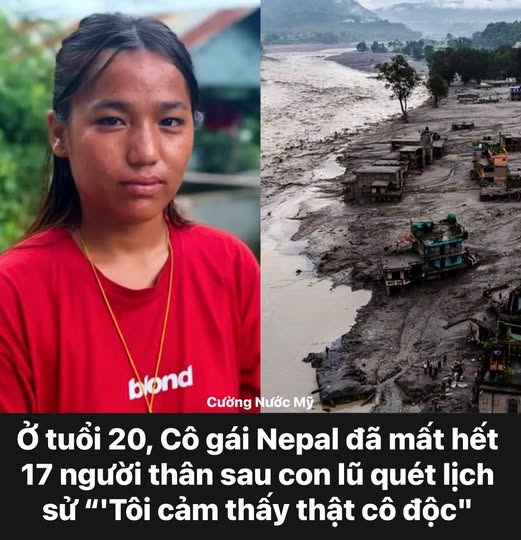 blond
Cường Nước Mỹ
Ở tuổi 20, Cô gái Nepal đã mất hết
17 người thân sau con lũ quét lịch
sử “'Tôi cảm thấy thật cô độc"